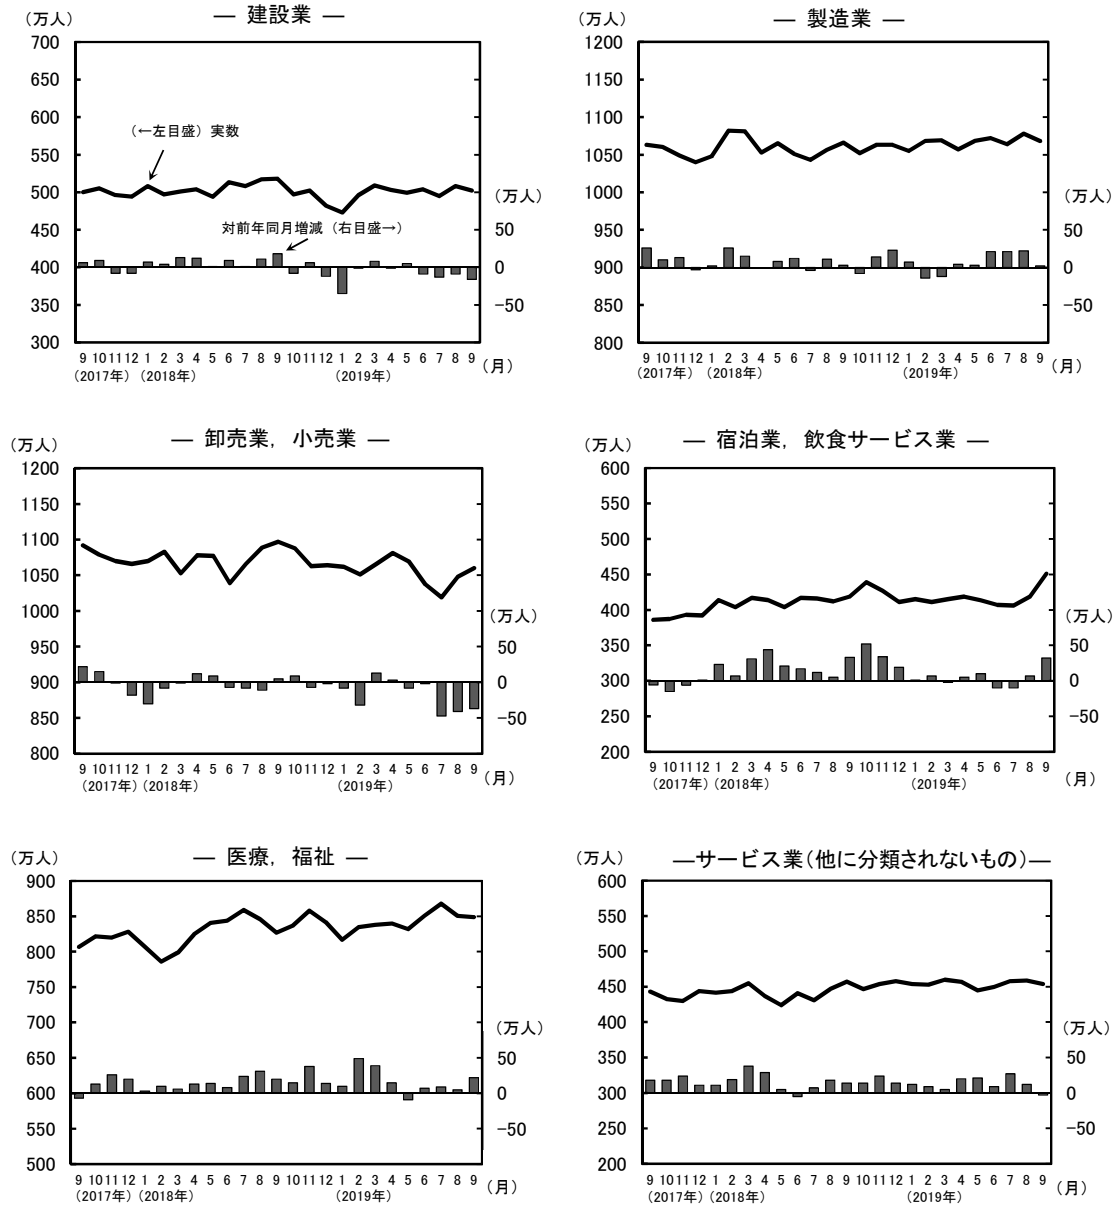 （万人）
― 建設業 ―
700
650
600
550
500
450
400
350
300
（←左目盛）実数
対前年同月増減（右目盛→）
（万人）
50
0
−50
9 10 11 12 1 2 3 4 5 6 7 8 9 10 11 12 1 2 3 4 5 6 7 8 9
（2017年）（2018年） （2019年）
（月）
（万人）
― 製造業 ―
1200
1150
1100
1050
1000
950
900
850
800
（万人）
50
0
−50
9 10 11 12 1 2 3 4 5 6 7 8 9 10 11 12 1 2 3 4 5 6 7 8 9
（2017年） （2018年） （2019年）
（月）
（万人）
― 卸売業，小売業 ―
1200
1150
1100
1050
1000
950
900
850
800
（万人）
50
0
−50
9 10 11 12 1 2 3 4 5 6 7 8 9 10 11 12 1 2 3 4 5 6 7 8 9
（2017年）（2018年） （2019年）
（月）
（万人）
― 宿泊業，飲食サービス業 ―
600
550
500
450
400
350
300
250
200
（万人）
50
0
−50
9 10 11 12 1 2 3 4 5 6 7 8 9 10 11 12 1 2 3 4 5 6 7 8 9
（2017年）（2018年） （2019年）
（月）
（万人）
― 医療，福祉 ―
900
850
800
750
700
650
600
550
500
（万人）
50
0
−50
9 10 11 12 1 2 3 4 5 6 7 8 9 10 11 12 1 2 3 4 5 6 7 8 9
（2017年）（2018年） （2019年）
（月）
（万人）
―サービス業（他に分類されないもの）―
600
550
500
450
400
350
300
250
200
（万人）
50
0
−50
9 10 11 12 1 2 3 4 5 6 7 8 9 10 11 12 1 2 3 4 5 6 7 8 9
（2017年）（2018年） （2019年）
（月）